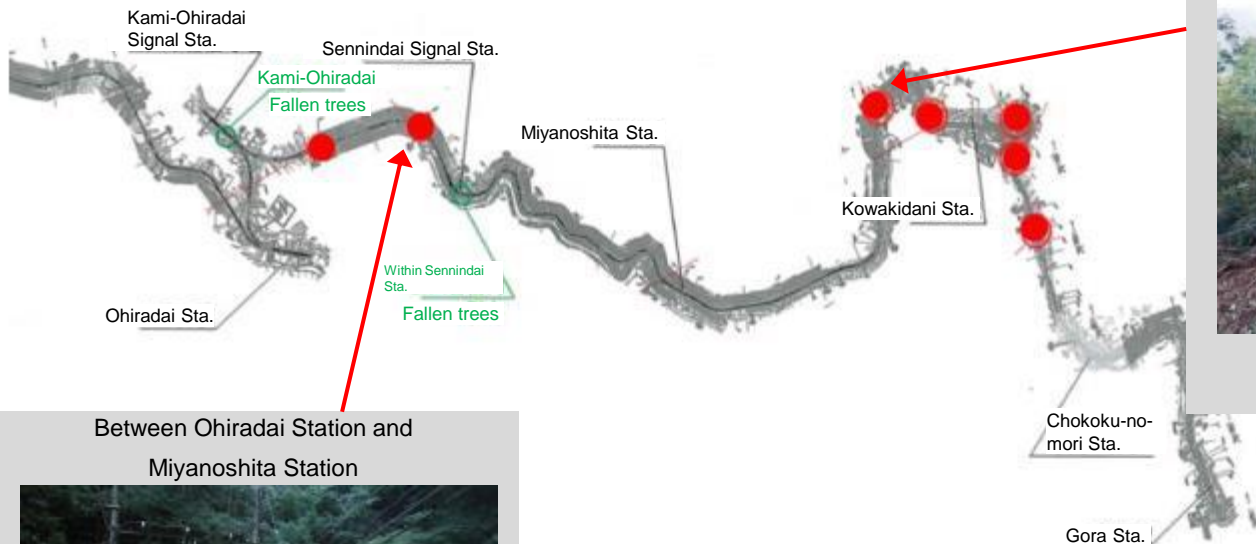 Kami-Ohiradai
Signal Sta.
Sennindai Signal Sta.
Kami-Ohiradai
Fallen trees
Miyanoshita Sta.
Kowakidani Sta.
Within Sennindai
Sta.
Fallen trees
Ohiradai Sta.
Between Ohiradai Station and
Miyanoshita Station
Chokoku-no-
mori Sta.
Gora Sta.